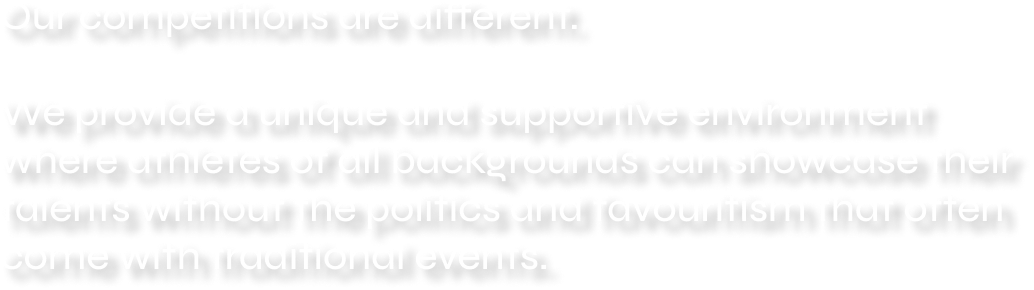 Our competitions are different.
We provide a unique and supportive environment
where athletes of all backgrounds can showcase their
talents without the politics and favouritism that often
come with traditional events.